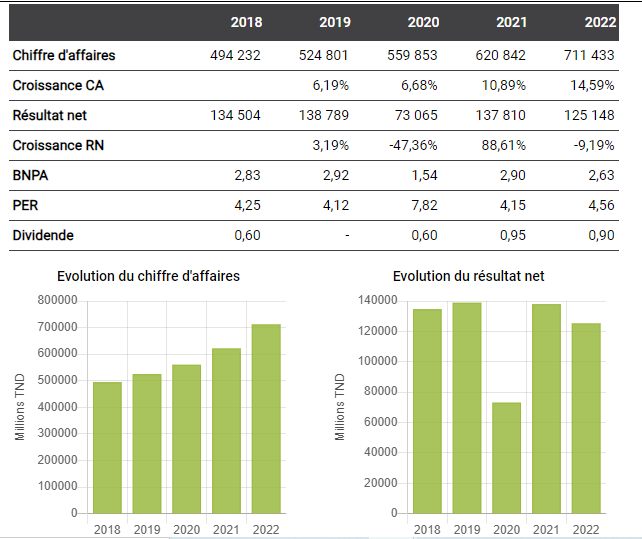 2018 2019 2020 2021 2022
Chiffre d'affaires 494 232 524 801 559 853 620 842 711 433
Croissance CA 6,19% 6,68% 10,89% 14,59%
Résultat net 134 504 138 789 73 065 137 810 125 148
Croissance RN 3,19% -47,36% 88,61% -9,19%
BNPA 2,83 2,92 1,54 2,90 2,63
PER 4,25 4,12 7,82 4,15 4,56
Dividende 0,60 - 0,60 0,95 0,90
Evolution du chiffre d'affaires
800000
700000
600000
500000
400000
300000
200000
100000
0
Millions TND
2018 2019 2020 2021 2022
Evolution du résultat net
140000
120000
100000
80000
60000
40000
20000
0
Millions TND
2018 2019 2020 2021 2022